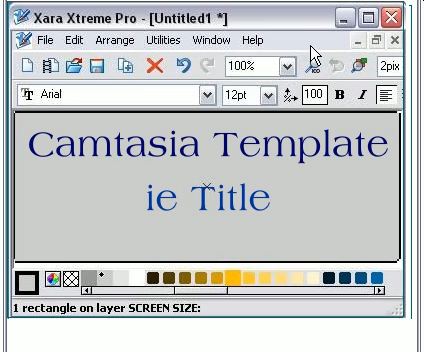 Xara Xtreme Pro - [Untitled1 *]
File Edit Arrange Utilities Window Help
100% ICO 2pix
Arial 12pt 100 B I
Camtasia Template
ie Title
1 rectangle on layer SCREEN SIZE: